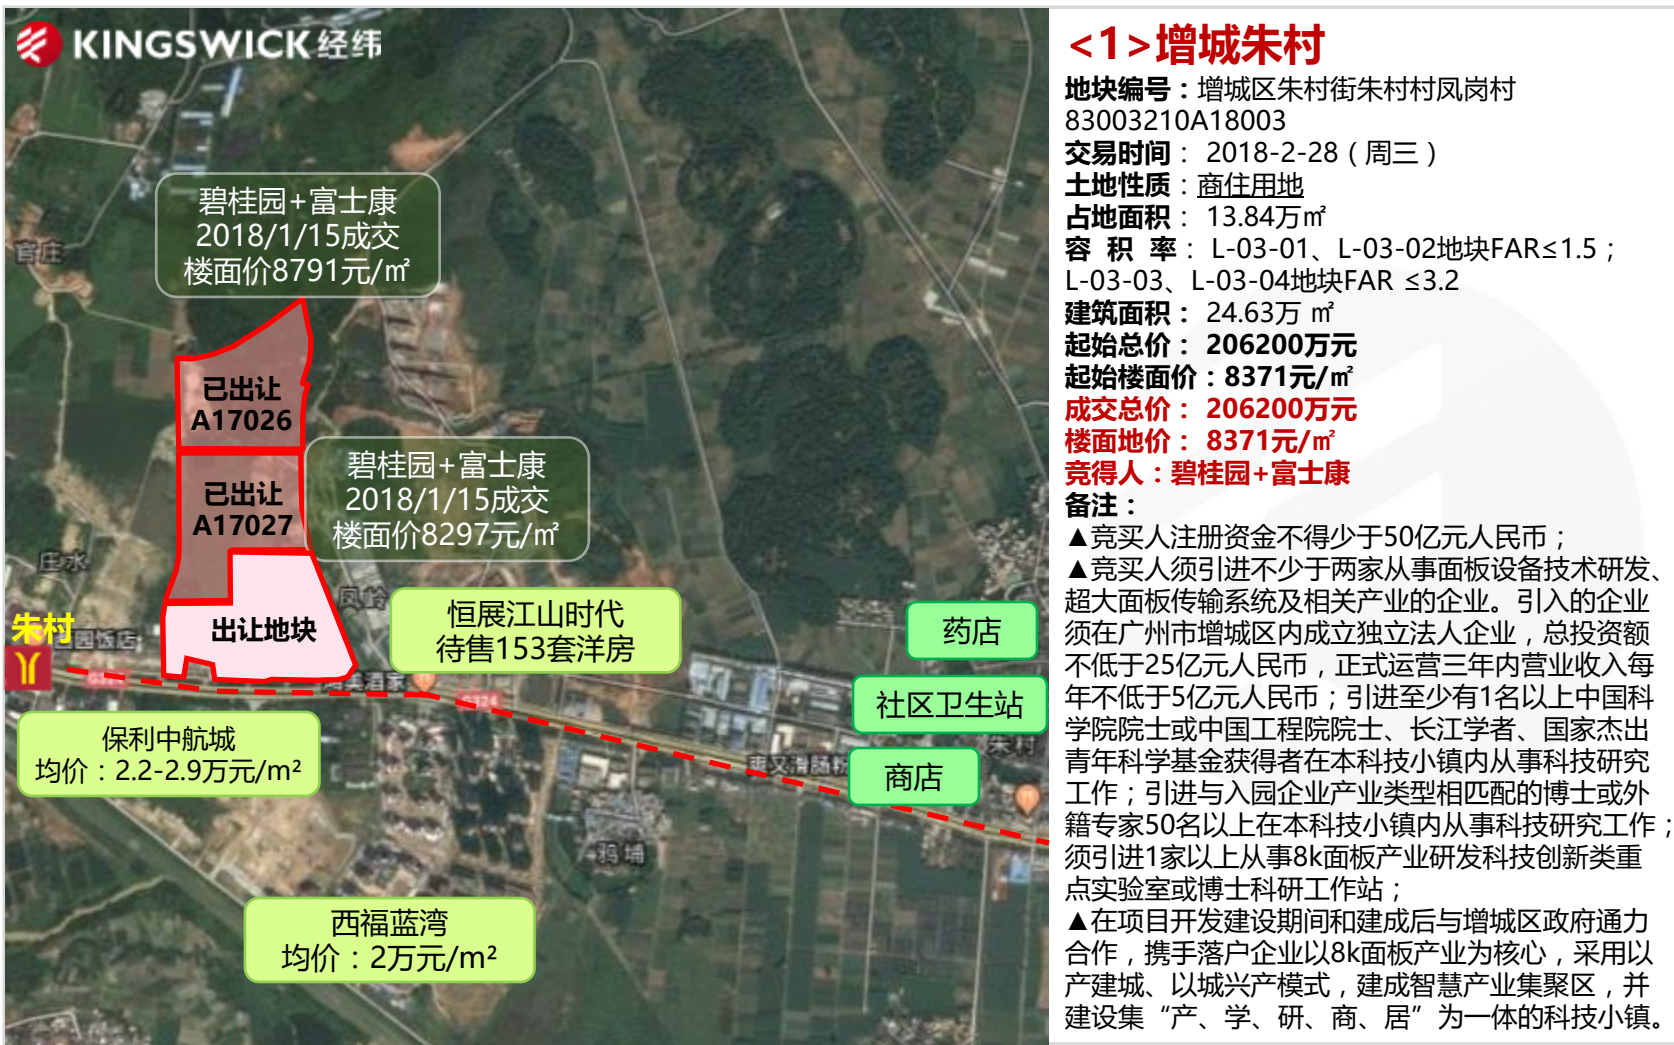 KINGSWICK经纬
碧桂园+富士康
2018/1/15成交
楼面价8791元/㎡
官庄
已出让
A17026
碧桂园+富士康
2018/1/15成交
楼面价8297元/㎡
已出让
A17027
庄水
凤岭
朱村
园饭店
出让地块
恒展江山时代
待售153套洋房
药店
社区卫生站
商店
G324
朱村
爽又滑肠粉
保利中航城
均价：2.2-2.9万元/m²
鸦埔
西福蓝湾
均价：2万元/m²
<1>增城朱村
地块编号：增城区朱村街朱村村凤岗村
83003210A18003
交易时间： 2018-2-28（周三）
土地性质：商住用地
占地面积： 13.84万㎡
容 积 率：L-03-01、L-03-02地块FAR≤1.5；
L-03-03、L-03-04地块FAR ≤3.2
建筑面积： 24.63万 ㎡
起始总价： 206200万元
起始楼面价：8371元/㎡
成交总价： 206200万元
楼面地价： 8371元/㎡
竞得人：碧桂园+富士康
备注：
▲竞买人注册资金不得少于50亿元人民币；
▲竞买人须引进不少于两家从事面板设备技术研发、
超大面板传输系统及相关产业的企业。引入的企业
须在广州市增城区内成立独立法人企业，总投资额
不低于25亿元人民币，正式运营三年内营业收入每
年不低于5亿元人民币；引进至少有1名以上中国科
学院院士或中国工程院院士、长江学者、国家杰出
青年科学基金获得者在本科技小镇内从事科技研究
工作；引进与入园企业产业类型相匹配的博士或外
籍专家50名以上在本科技小镇内从事科技研究工作；
须引进1家以上从事8k面板产业研发科技创新类重
点实验室或博士科研工作站；
▲在项目开发建设期间和建成后与增城区政府通力
合作，携手落户企业以8k面板产业为核心，采用以
产建城、以城兴产模式，建成智慧产业集聚区，并
建设集“产、学、研、商、居”为一体的科技小镇。